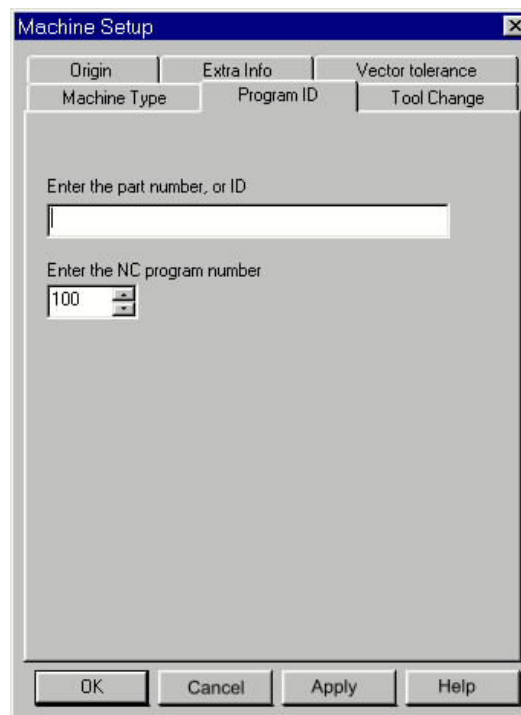 Machine Setup
Origin Extra Info Vector tolerance
Machine Type Program ID Tool Change
Enter the part number, or ID
Enter the NC program number
100
OK Cancel Apply Help